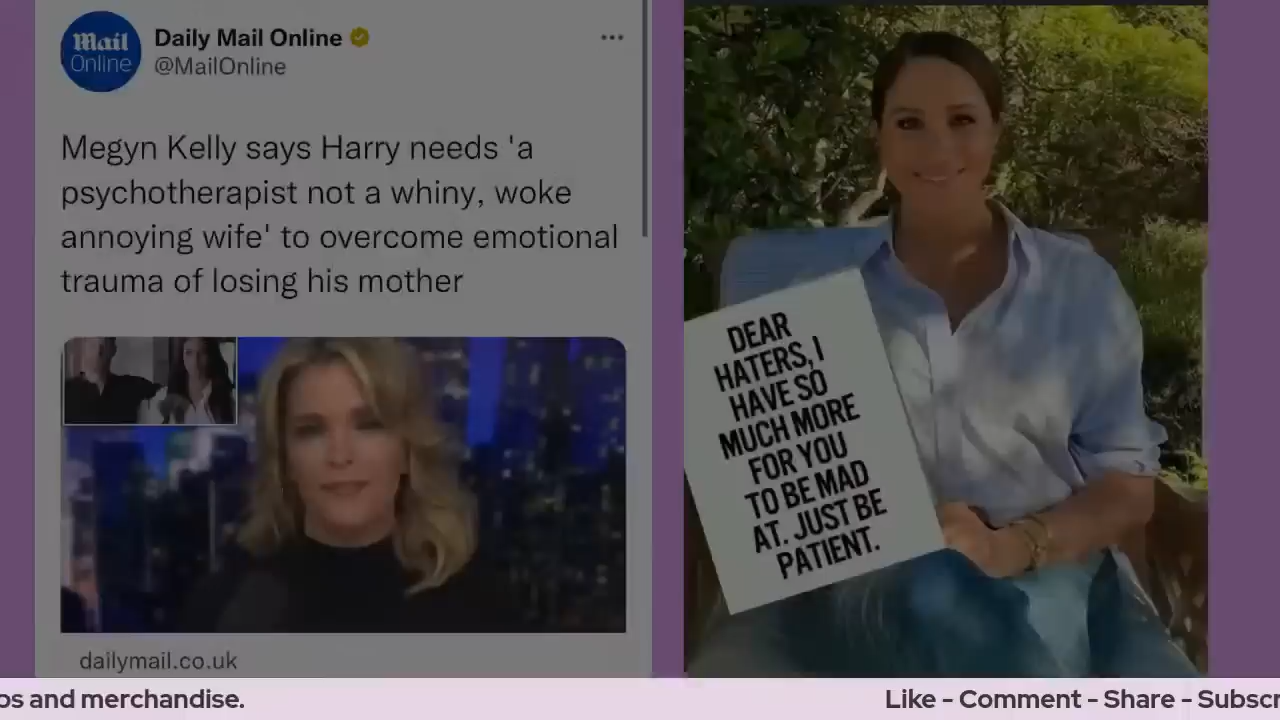 Mail
Online
Daily Mail Online
@MailOnline
Megyn Kelly says Harry needs 'a
psychotherapist not a whiny, woke
annoying wife' to overcome emotional
trauma of losing his mother
dailymail.co.uk
DEAR
HATERS, I
HAVE SO
MUCH MORE
FOR YOU
TO BE MAD
AT. JUST BE
PATIENT.
and merchandise.
Like - Comment - Share -